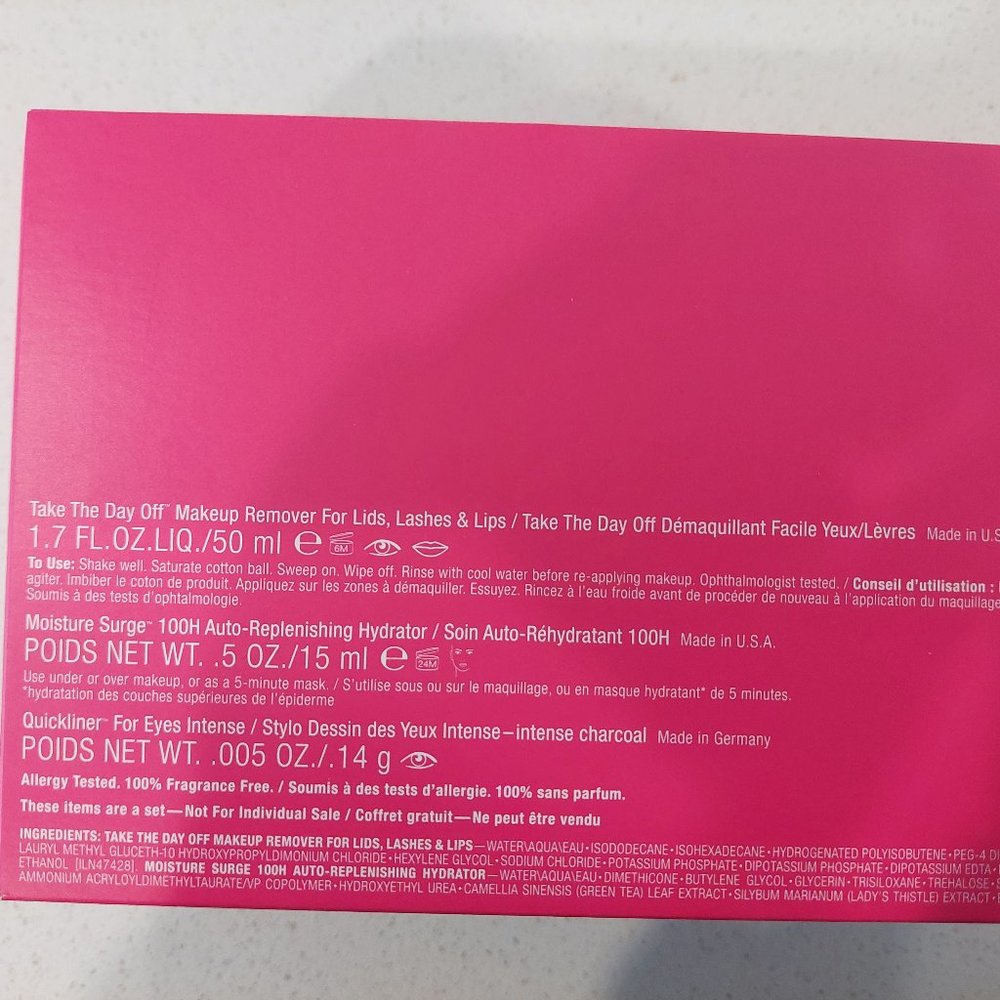 Take The Day Off™ Makeup Remover For Lids, Lashes & Lips / Take The Day Off Démaquillant Facile Yeux/Lèvres Made in U.S
1.7 FL.OZ.LIQ./50 ml ℮ 6M
To Use: Shake well. Saturate cotton ball. Sweep on. Wipe off. Rinse with cool water before re-applying makeup. Ophthalmologist tested. / Conseil d'utilisation :
agiter. Imbiber le coton de produit. Appliquez sur les zones à démaquiller. Essuyez. Rincez à l'eau froide avant de procéder de nouveau à l'application du maquillage
Soumis à des tests d'ophtalmologie.
Moisture Surge™ 100H Auto-Replenishing Hydrator / Soin Auto-Réhydratant 100H Made in U.S.A.
POIDS NET WT. .5 OZ./15 ml ℮ 24M
Use under or over makeup, or as a 5-minute mask. / S'utilise sous ou sur le maquillage, ou en masque hydratant* de 5 minutes.
*hydratation des couches supérieures de l'épiderme
Quickliner™ For Eyes Intense / Stylo Dessin des Yeux Intense–intense charcoal Made in Germany
POIDS NET WT. .005 OZ./.14 g
Allergy Tested. 100% Fragrance Free. / Soumis à des tests d'allergie. 100% sans parfum.
These items are a set—Not For Individual Sale / Coffret gratuit—Ne peut être vendu
INGREDIENTS: TAKE THE DAY OFF MAKEUP REMOVER FOR LIDS, LASHES & LIPS—WATER\AQUA\EAU • ISODODECANE • ISOHEXADECANE • HYDROGENATED POLYISOBUTENE • PEG-4
LAURYL METHYL GLUCETH-10 HYDROXYPROPYLDIMONIUM CHLORIDE • HEXYLENE GLYCOL • SODIUM CHLORIDE • POTASSIUM PHOSPHATE • DIPOTASSIUM PHOSPHATE • DIPOTASSIUM EDTA •
ETHANOL [ILN47428]. MOISTURE SURGE 100H AUTO-REPLENISHING HYDRATOR—WATER\AQUA\EAU • DIMETHICONE • BUTYLENE GLYCOL • GLYCERIN • TRISILOXANE • TREHALOSE •
AMMONIUM ACRYLOYLDIMETHYLTAURATE/VP COPOLYMER • HYDROXYETHYL UREA • CAMELLIA SINENSIS (GREEN TEA) LEAF EXTRACT • SILYBUM MARIANUM (LADY'S THISTLE) EXTRACT •